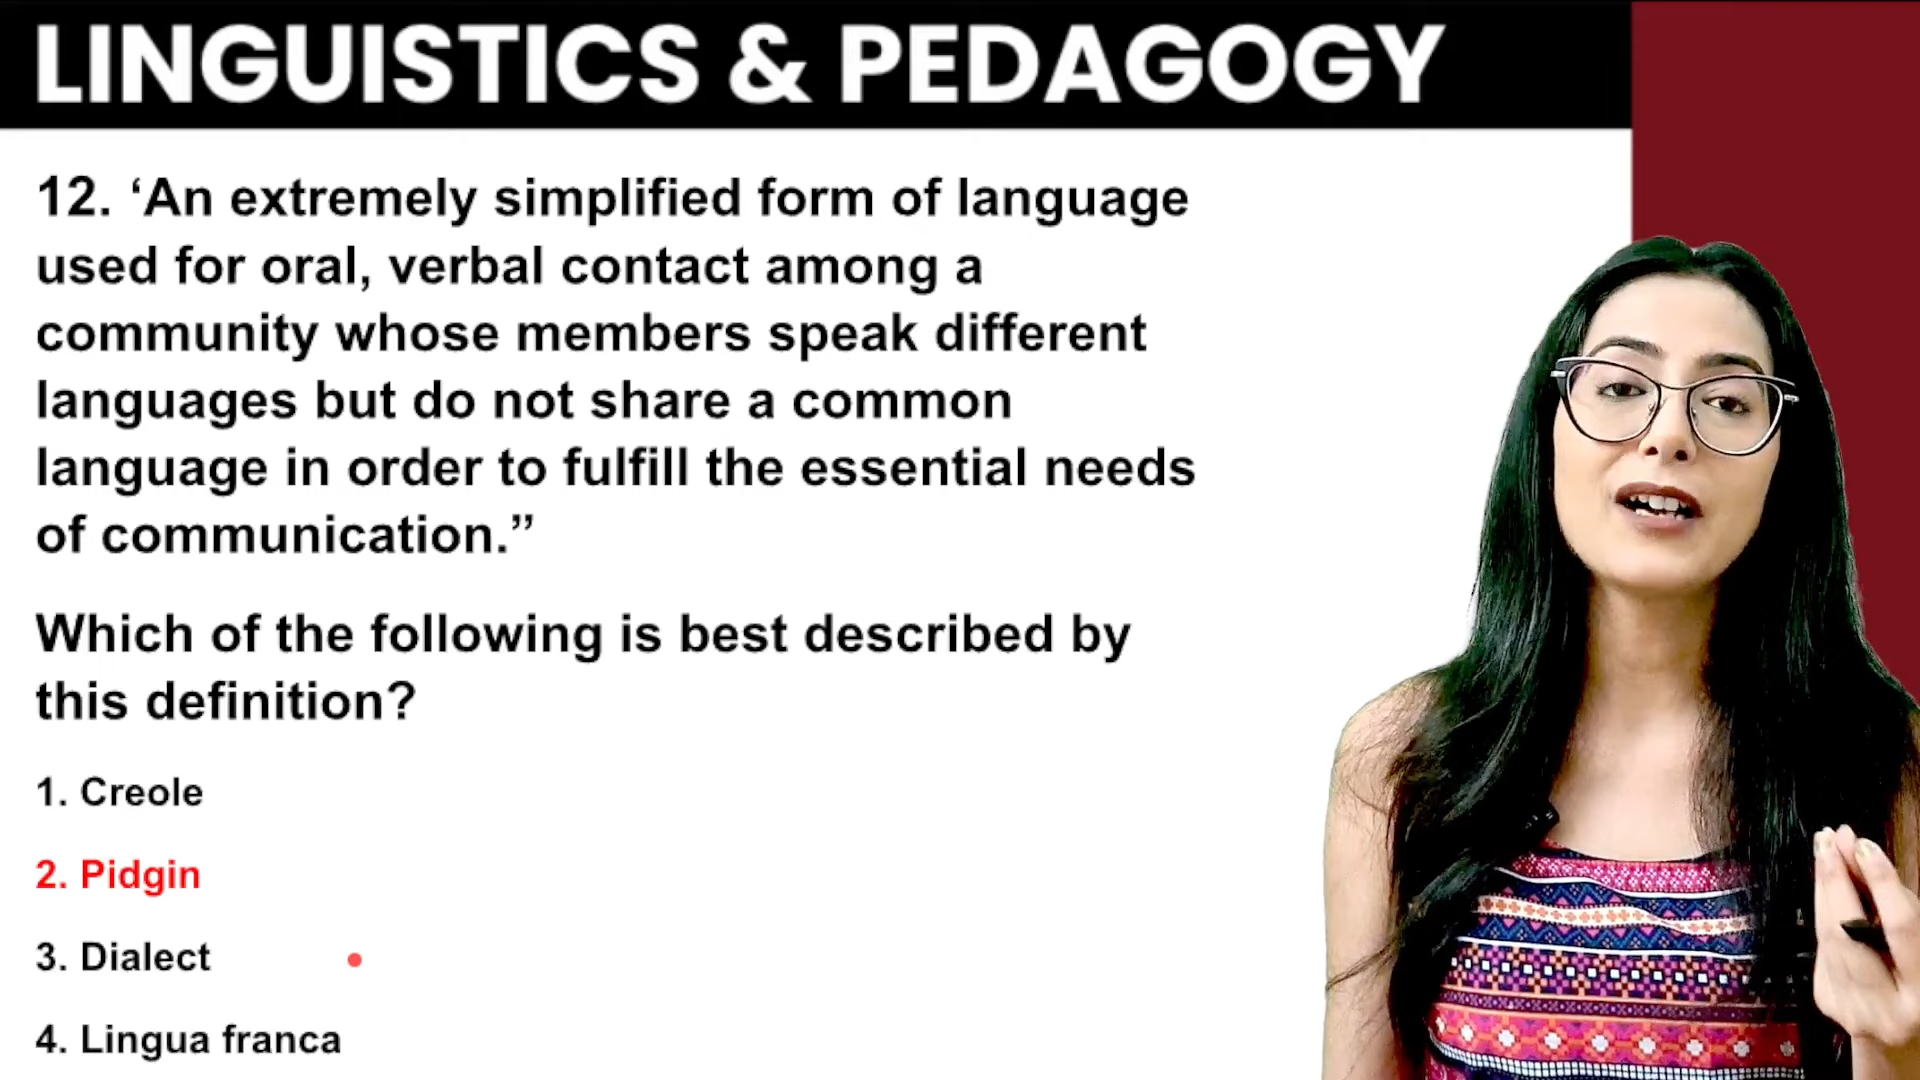 LINGUISTICS & PEDAGOGY
12. ‘An extremely simplified form of language
used for oral, verbal contact among a
community whose members speak different
languages but do not share a common
language in order to fulfill the essential needs
of communication.”
Which of the following is best described by
this definition?
1. Creole
2. Pidgin
3. Dialect
4. Lingua franca